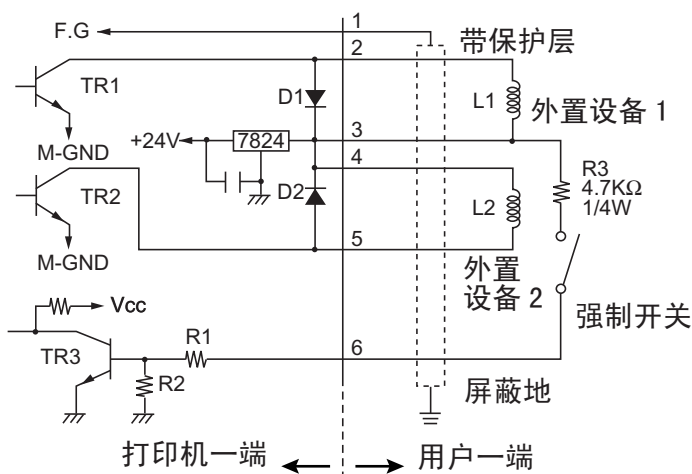 F.G
1
带保护层
2
TR1
D1
L1
外置设备 1
M-GND
+24V
7824
3
4
R3
4.7KΩ
1/4W
TR2
D2
L2
M-GND
5
外置
设备 2
强制开关
Vcc
TR3
R1
6
R2
屏蔽地
打印机一端
用户一端